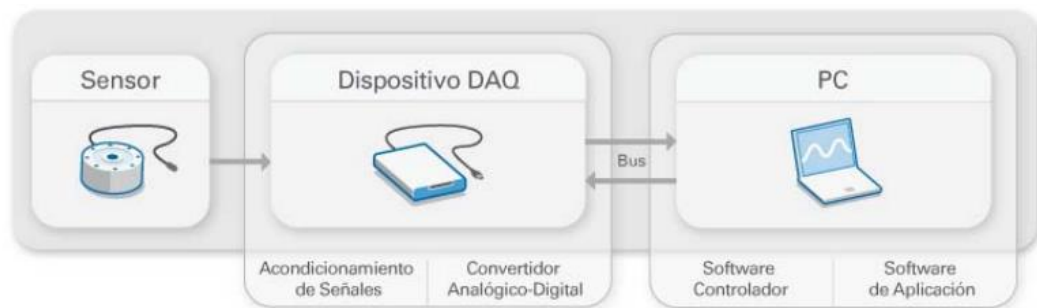 Sensor
Dispositivo DAQ
PC
Bus
Acondicionamiento
de Señales
Convertidor
Analógico-Digital
Software
Controlador
Software
de Aplicación